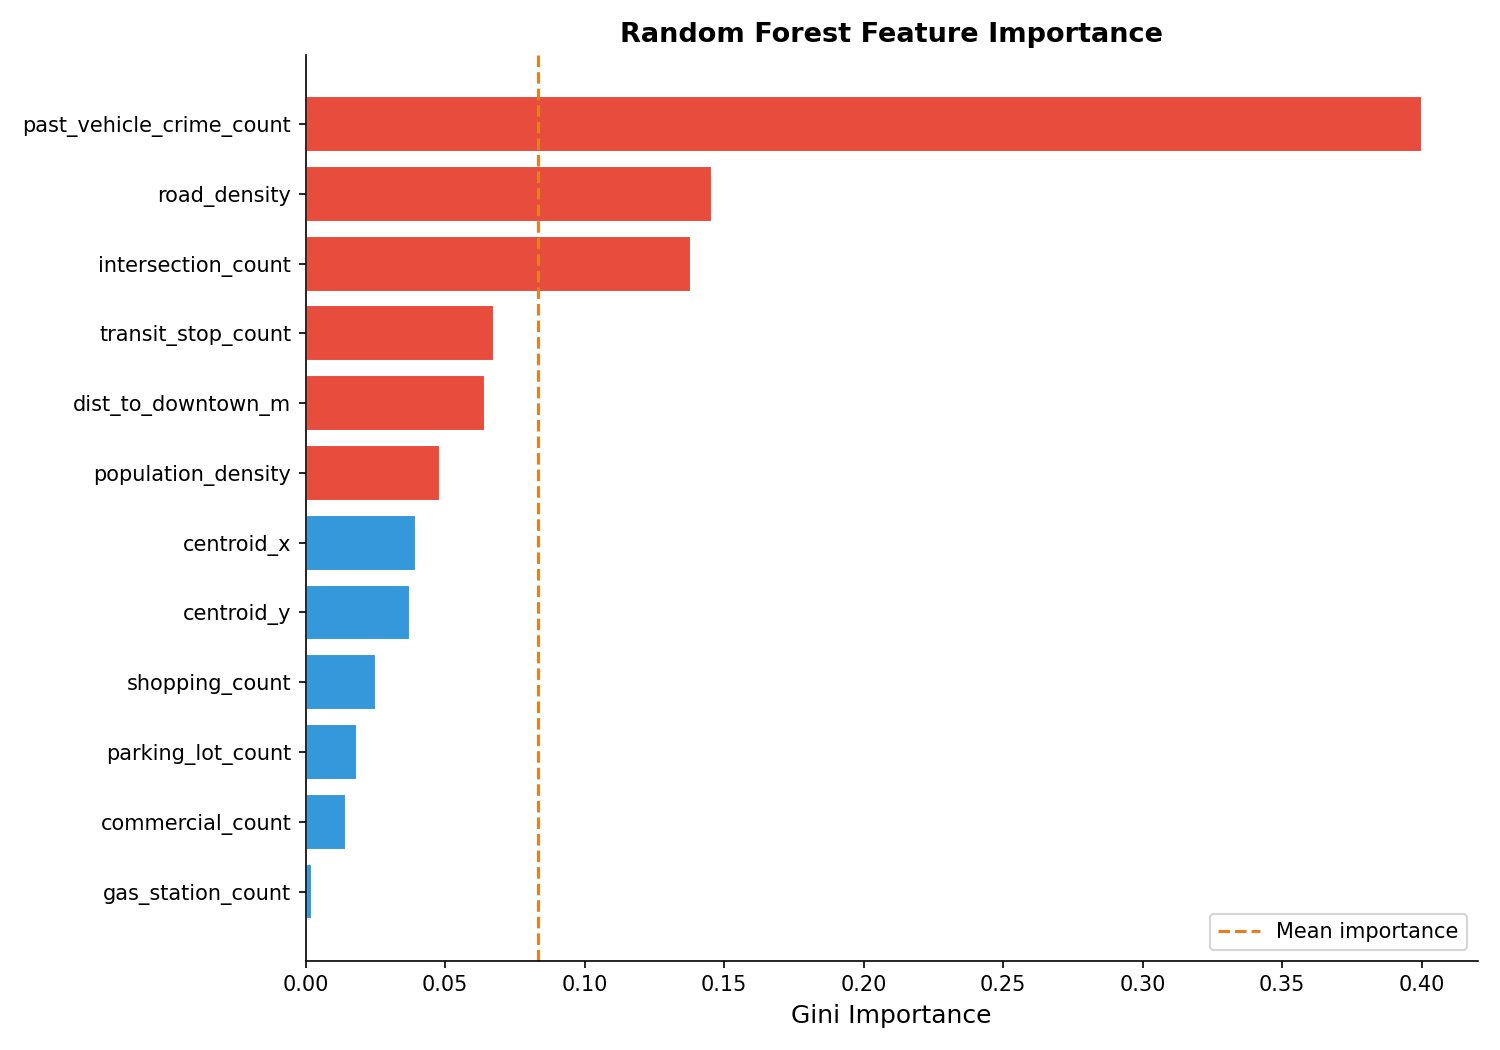 Random Forest Feature Importance
past_vehicle_crime_count
road_density
intersection_count
transit_stop_count
dist_to_downtown_m
population_density
centroid_x
centroid_y
shopping_count
parking_lot_count
commercial_count
gas_station_count
Mean importance
0.00 0.05 0.10 0.15 0.20 0.25 0.30 0.35 0.40
Gini Importance